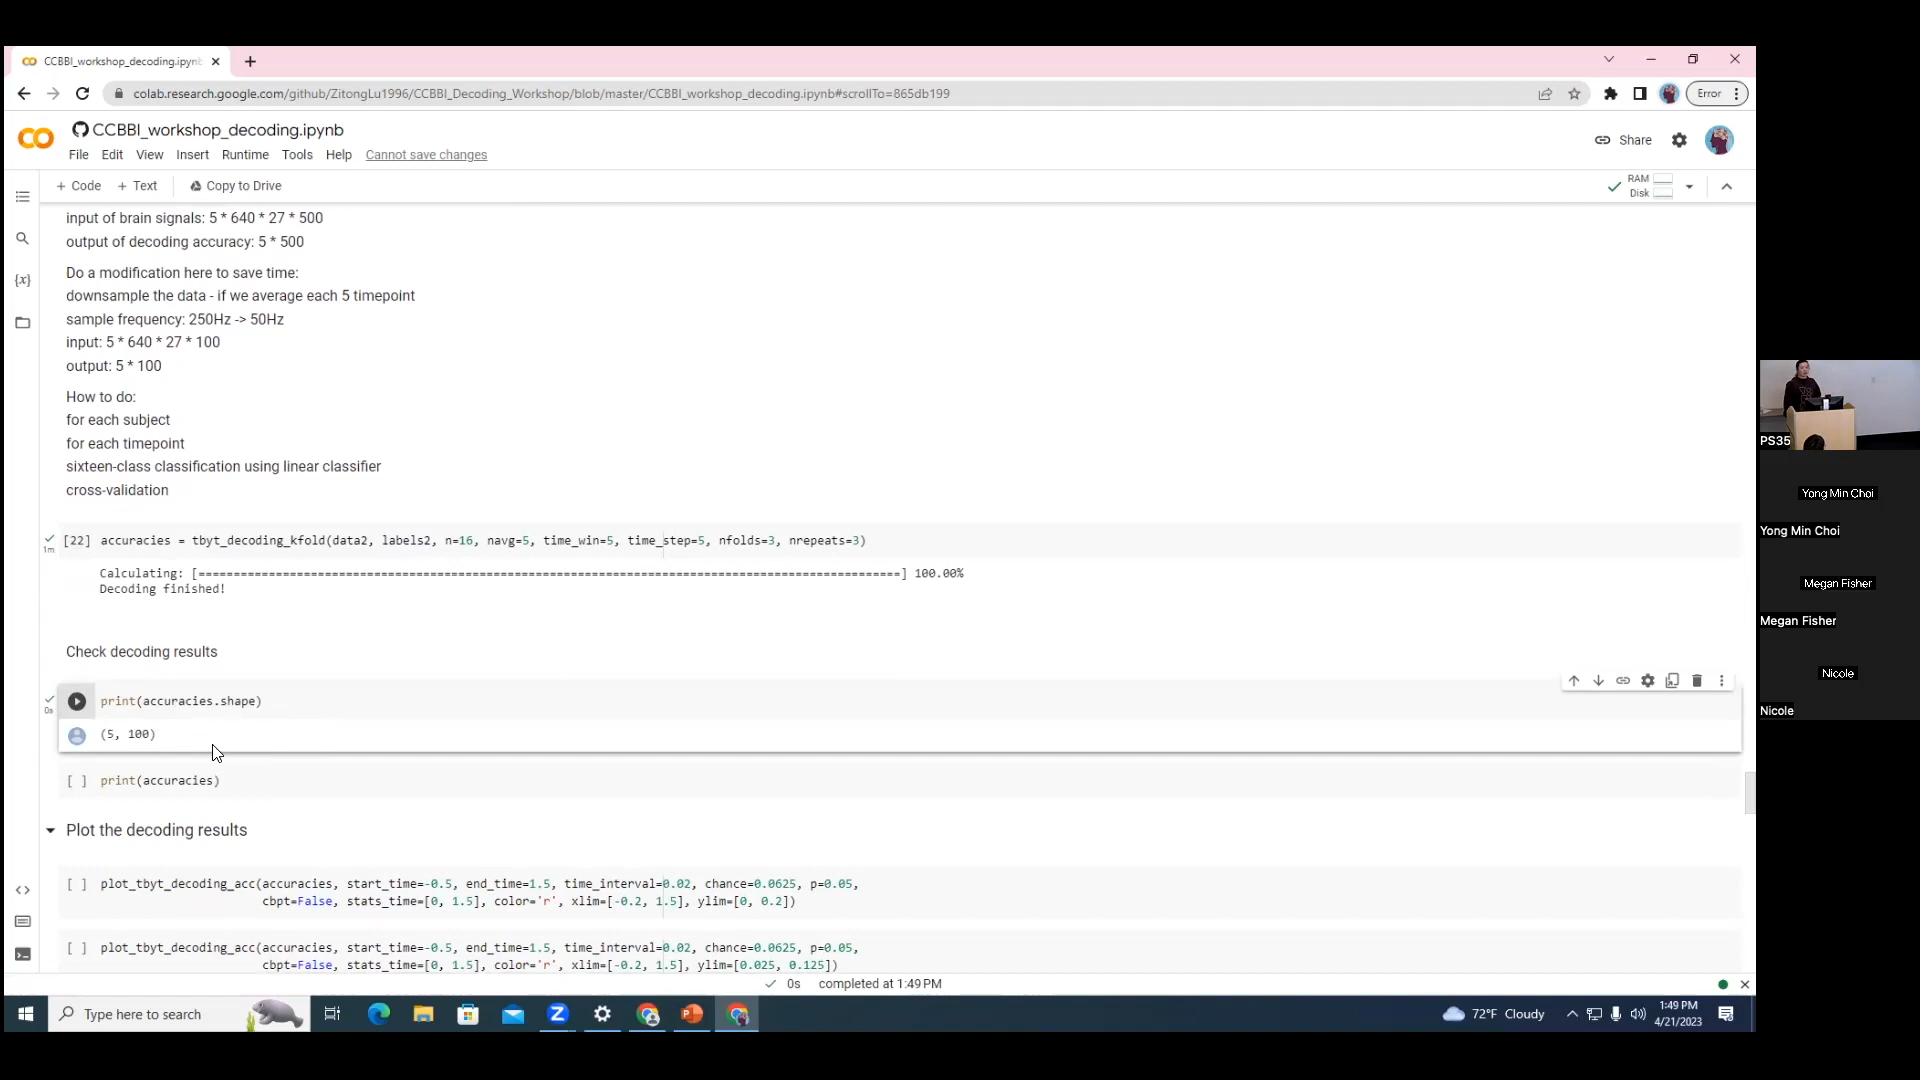 CCBBI_workshop_decoding.ipynb
colab.research.google.com/github/ZitongLu1996/CCBBI_Decoding_Workshop/blob/master/CCBBI_workshop_decoding.ipynb#scrollTo=865db199
Error
CCBBI_workshop_decoding.ipynb
File Edit View Insert Runtime Tools Help Cannot save changes
Share
+ Code + Text Copy to Drive
RAM
Disk
input of brain signals: 5 * 640 * 27 * 500
output of decoding accuracy: 5 * 500
Do a modification here to save time:
downsample the data - if we average each 5 timepoint
sample frequency: 250Hz -> 50Hz
input: 5 * 640 * 27 * 100
output: 5 * 100
How to do:
for each subject
for each timepoint
sixteen-class classification using linear classifier
cross-validation
[22] accuracies = tbyt_decoding_kfold(data2, labels2, n=16, navg=5, time_win=5, time_step=5, nfolds=3, nrepeats=3)
1m
Calculating: [====================================================================================================] 100.00%
Decoding finished!
Check decoding results
print(accuracies.shape)
0s
(5, 100)
[ ] print(accuracies)
Plot the decoding results
[ ] plot_tbyt_decoding_acc(accuracies, start_time=-0.5, end_time=1.5, time_interval=0.02, chance=0.0625, p=0.05,
cbpt=False, stats_time=[0, 1.5], color='r', xlim=[-0.2, 1.5], ylim=[0, 0.2])
[ ] plot_tbyt_decoding_acc(accuracies, start_time=-0.5, end_time=1.5, time_interval=0.02, chance=0.0625, p=0.05,
cbpt=False, stats_time=[0, 1.5], color='r', xlim=[-0.2, 1.5], ylim=[0.025, 0.125])
0s completed at 1:49 PM
Type here to search
72°F Cloudy
1:49 PM
4/21/2023
PS35
Yong Min Choi
Yong Min Choi
Megan Fisher
Megan Fisher
Nicole
Nicole